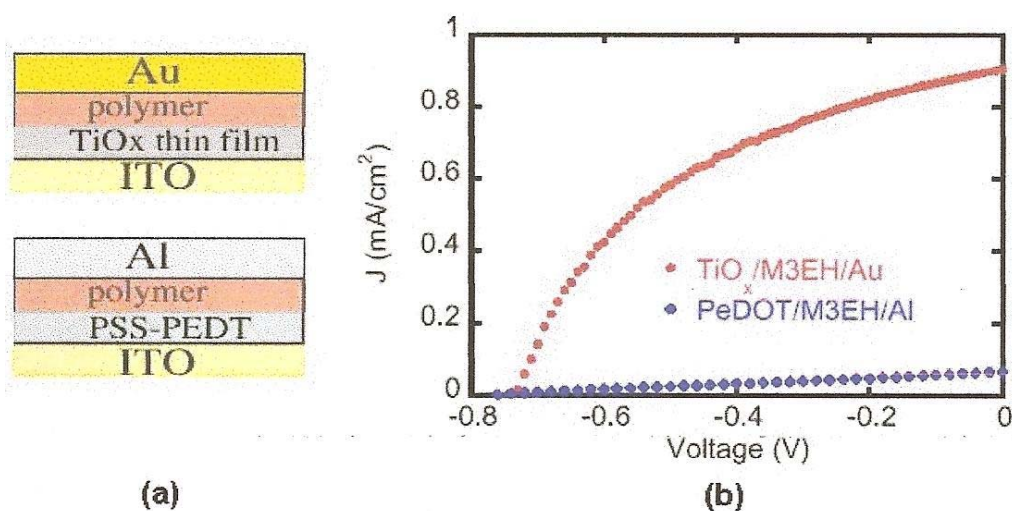 Au
polymer
TiOx thin film
ITO
Al
polymer
PSS-PEDT
ITO
(a)
1
0.8
0.6
0.4
0.2
0
J (mA/cm²)
-0.8
-0.6
-0.4
-0.2
0
Voltage (V)
TiOₓ/M3EH/Au
PeDOT/M3EH/Al
(b)